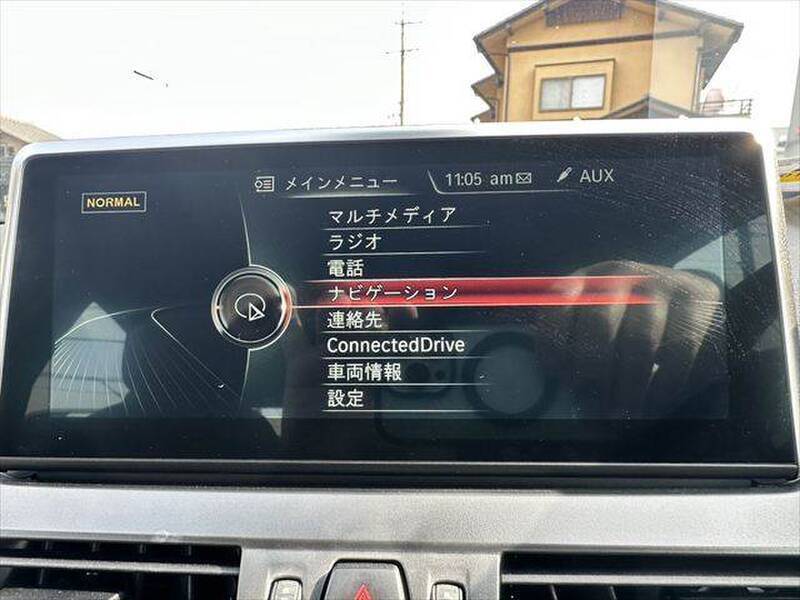 メインメニュー 11:05 am AUX
NORMAL
マルチメディア
ラジオ
電話
ナビゲーション
連絡先
ConnectedDrive
車両情報
設定